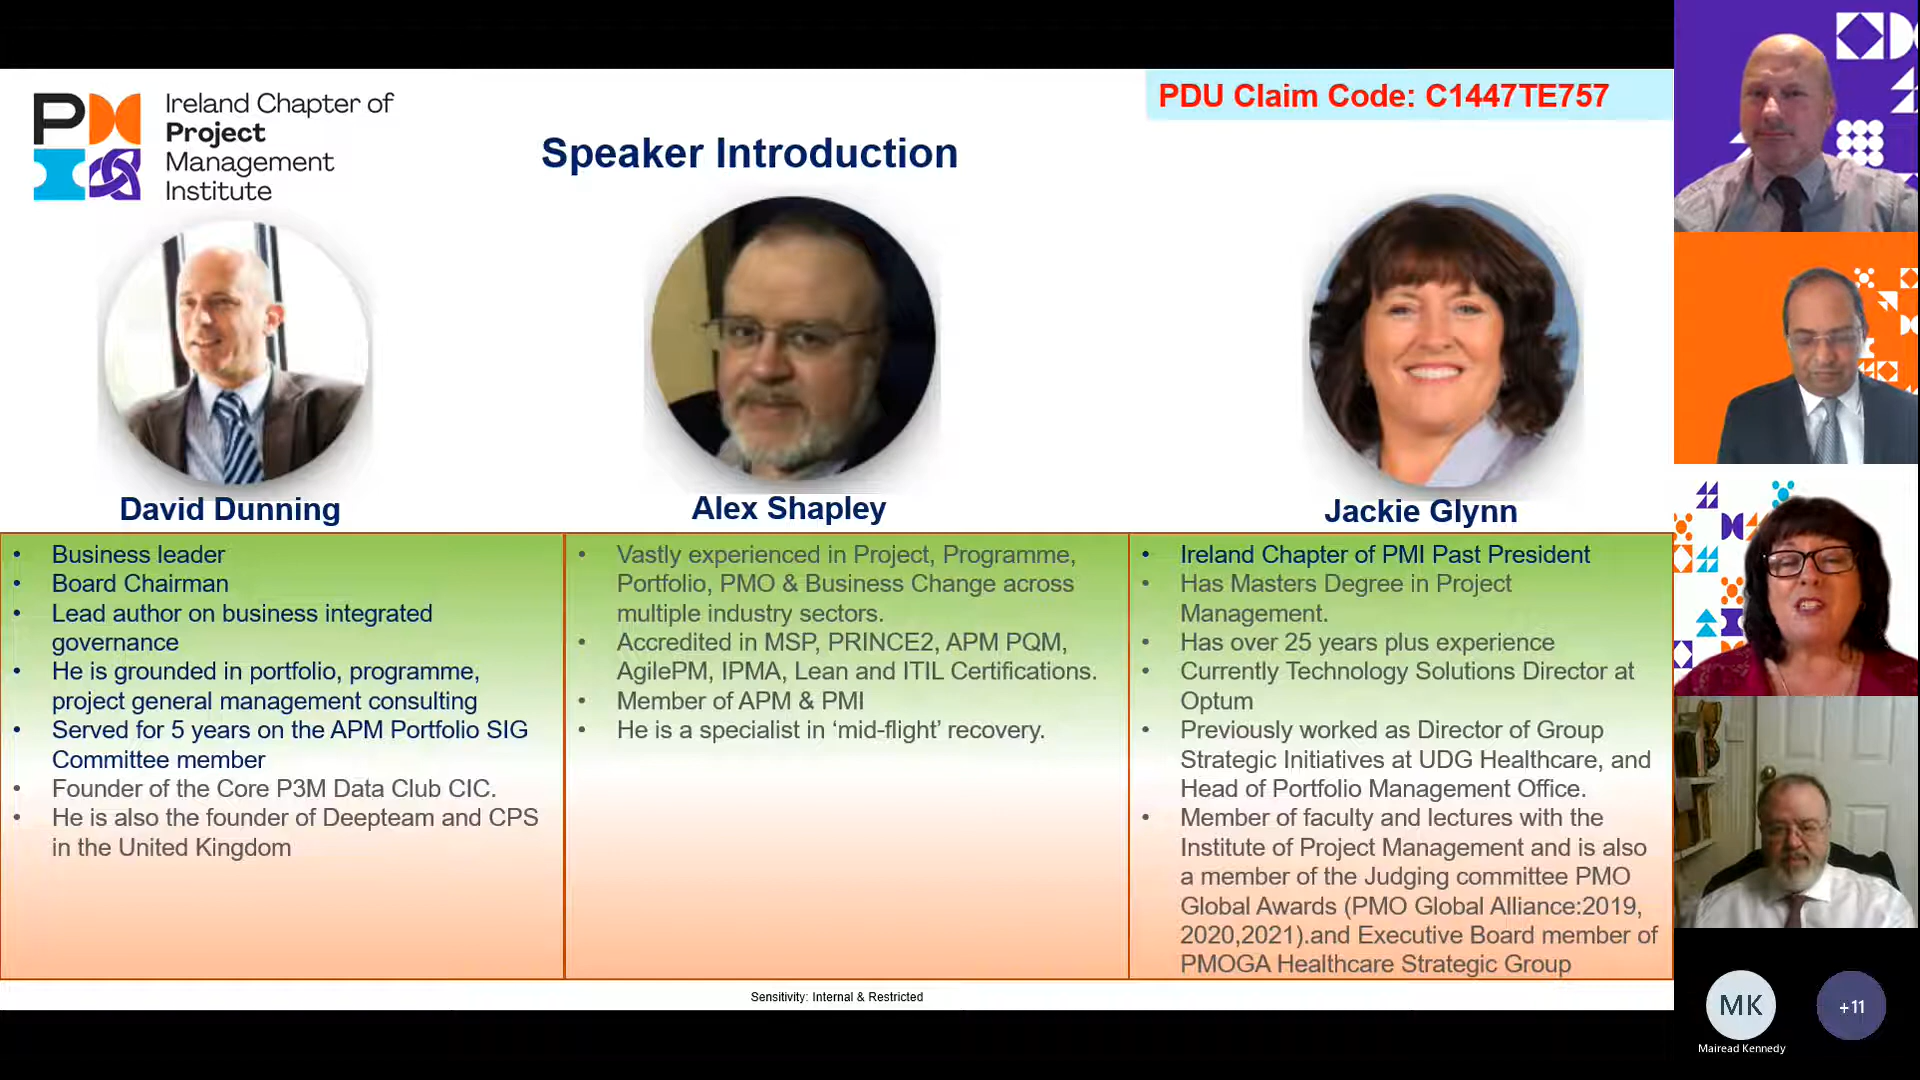 PM
Ireland Chapter of
Project
Management
Institute
PDU Claim Code: C1447TE757
Speaker Introduction
David Dunning
Alex Shapley
Jackie Glynn
• Business leader
• Board Chairman
• Lead author on business integrated
governance
• He is grounded in portfolio, programme,
project general management consulting
• Served for 5 years on the APM Portfolio SIG
Committee member
• Founder of the Core P3M Data Club CIC.
• He is also the founder of Deepteam and CPS
in the United Kingdom
• Vastly experienced in Project, Programme,
Portfolio, PMO & Business Change across
multiple industry sectors.
• Accredited in MSP, PRINCE2, APM PQM,
AgilePM, IPMA, Lean and ITIL Certifications.
• Member of APM & PMI
• He is a specialist in ‘mid-flight’ recovery.
• Ireland Chapter of PMI Past President
• Has Masters Degree in Project
Management.
• Has over 25 years plus experience
• Currently Technology Solutions Director at
Optum
• Previously worked as Director of Group
Strategic Initiatives at UDG Healthcare, and
Head of Portfolio Management Office.
• Member of faculty and lectures with the
Institute of Project Management and is also
a member of the Judging committee PMO
Global Awards (PMO Global Alliance:2019,
2020,2021).and Executive Board member of
PMOGA Healthcare Strategic Group
Sensitivity: Internal & Restricted
MK
+11
Mairead Kennedy